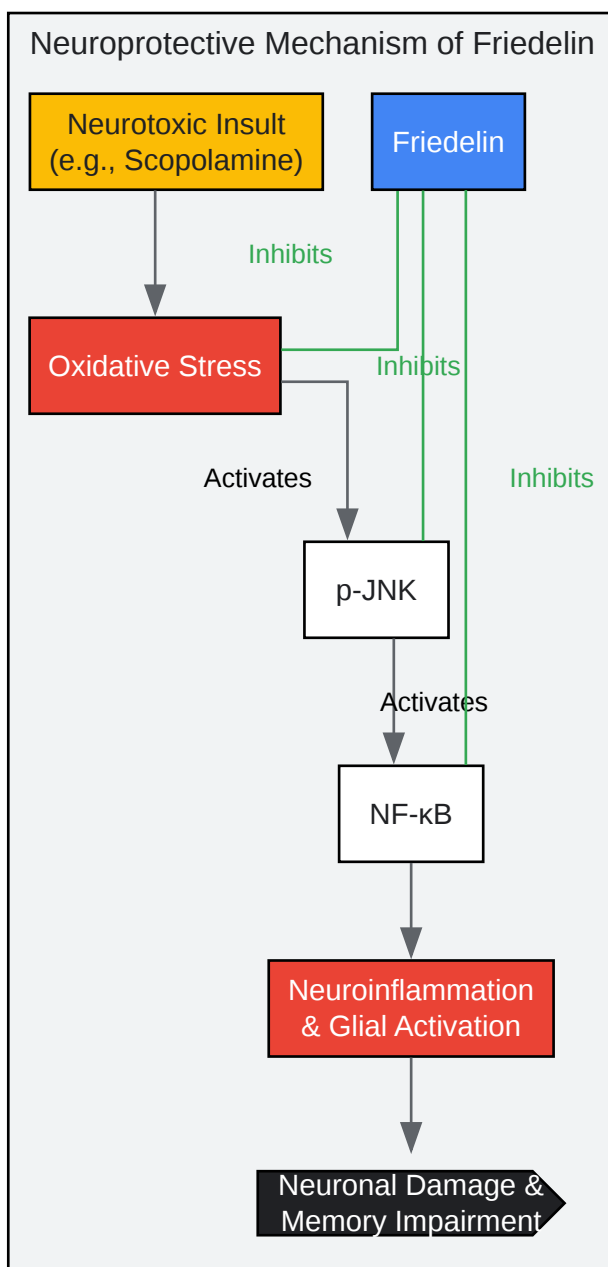 Neuroprotective Mechanism of Friedelin
Neurotoxic Insult
(e.g., Scopolamine)
Friedelin
Inhibits
Oxidative Stress
Inhibits
Activates
Inhibits
p-JNK
Activates
NF-κB
Neuroinflammation
& Glial Activation
Neuronal Damage &
Memory Impairment